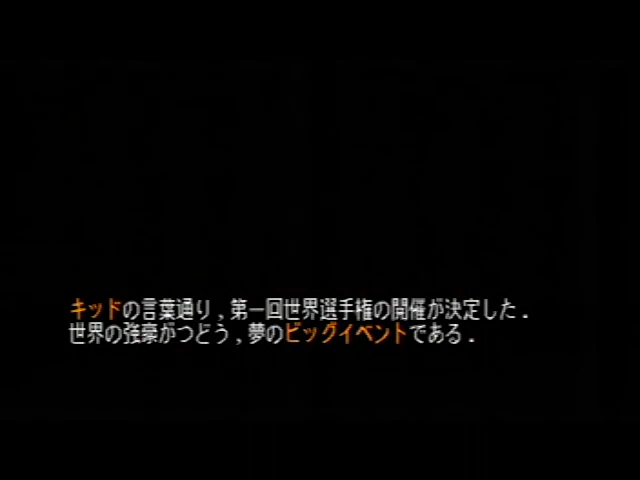 キッドの言葉通り,第一回世界選手権の開催が決定した.
世界の強豪がつどう,夢のビッグイベントである.